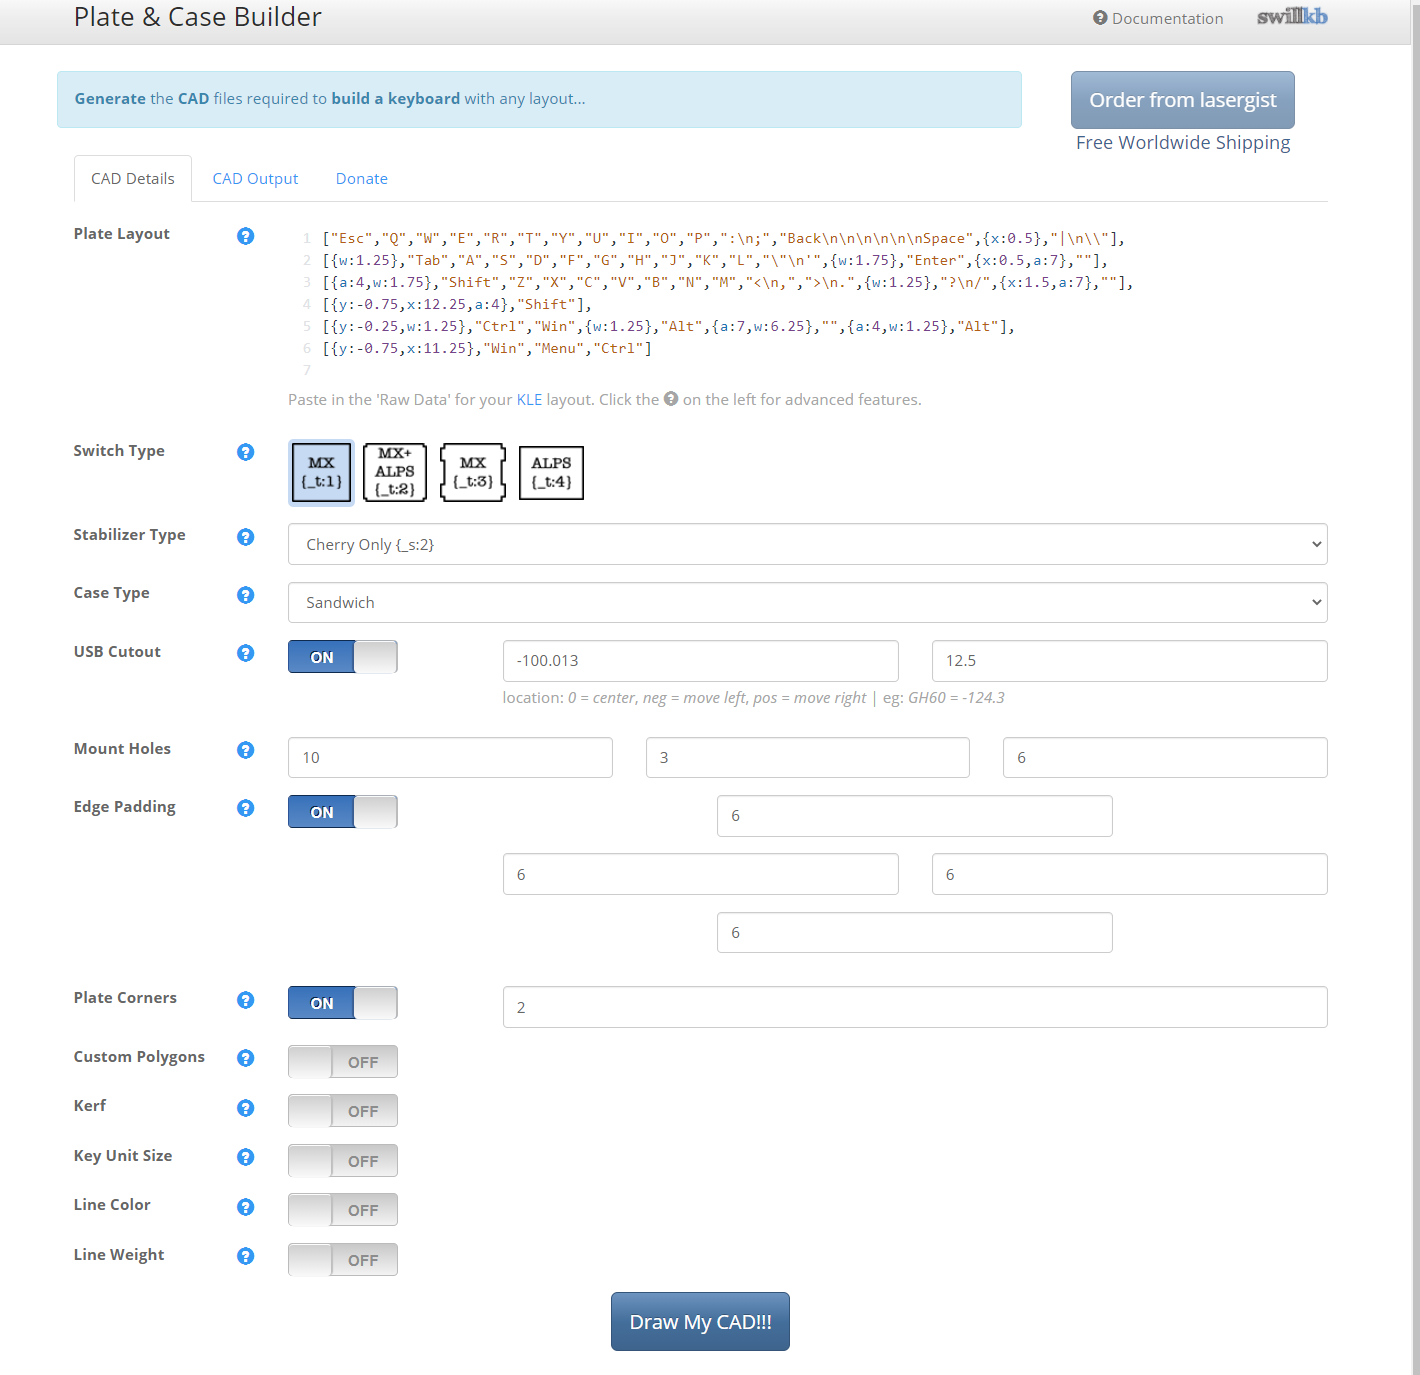 Plate & Case Builder
Documentation
swillkb
Generate the CAD files required to build a keyboard with any layout...
Order from lasergist
Free Worldwide Shipping
CAD Details
CAD Output
Donate
Plate Layout
1 ["Esc","Q","W","E","R","T","Y","U","I","O","P",":\n;","Back\n\n\n\n\n\nSpace",{x:0.5},"|\n\\"],
2 [{w:1.25},"Tab","A","S","D","F","G","H","J","K","L","\"\n'",{w:1.75},"Enter",{x:0.5,a:7},""],
3 [{a:4,w:1.75},"Shift","Z","X","C","V","B","N","M","<\n,",">\n.",{w:1.25},"?\n/",{x:1.5,a:7},""],
4 [{y:-0.75,x:12.25,a:4},"Shift"],
5 [{y:-0.25,w:1.25},"Ctrl","Win",{w:1.25},"Alt",{a:7,w:6.25},"",{a:4,w:1.25},"Alt"],
6 [{y:-0.75,x:11.25},"Win","Menu","Ctrl"]
7
Paste in the 'Raw Data' for your KLE layout. Click the ? on the left for advanced features.
Switch Type
MX
{_t:1}
MX+
ALPS
{_t:2}
MX
{_t:3}
ALPS
{_t:4}
Stabilizer Type
Cherry Only {_s:2}
Case Type
Sandwich
USB Cutout
ON
-100.013
12.5
location: 0 = center, neg = move left, pos = move right | eg: GH60 = -124.3
Mount Holes
10
3
6
Edge Padding
ON
6
6
6
6
Plate Corners
ON
2
Custom Polygons
OFF
Kerf
OFF
Key Unit Size
OFF
Line Color
OFF
Line Weight
OFF
Draw My CAD!!!